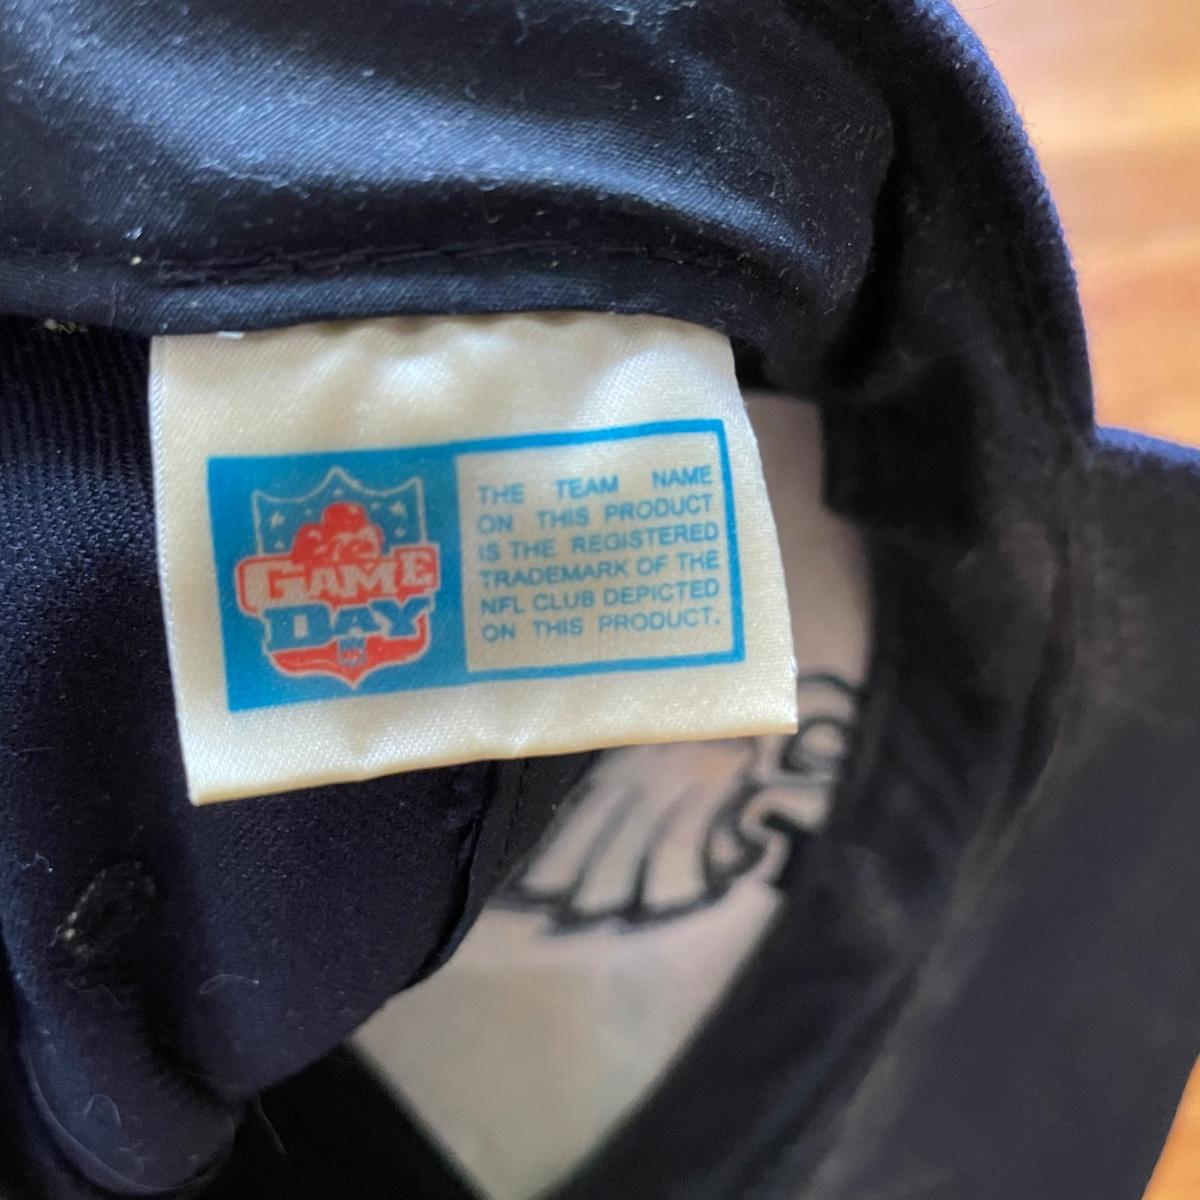 GAME
DAY
THE TEAM NAME
ON THIS PRODUCT
IS THE REGISTERED
TRADEMARK OF THE
NFL CLUB DEPICTED
ON THIS PRODUCT.